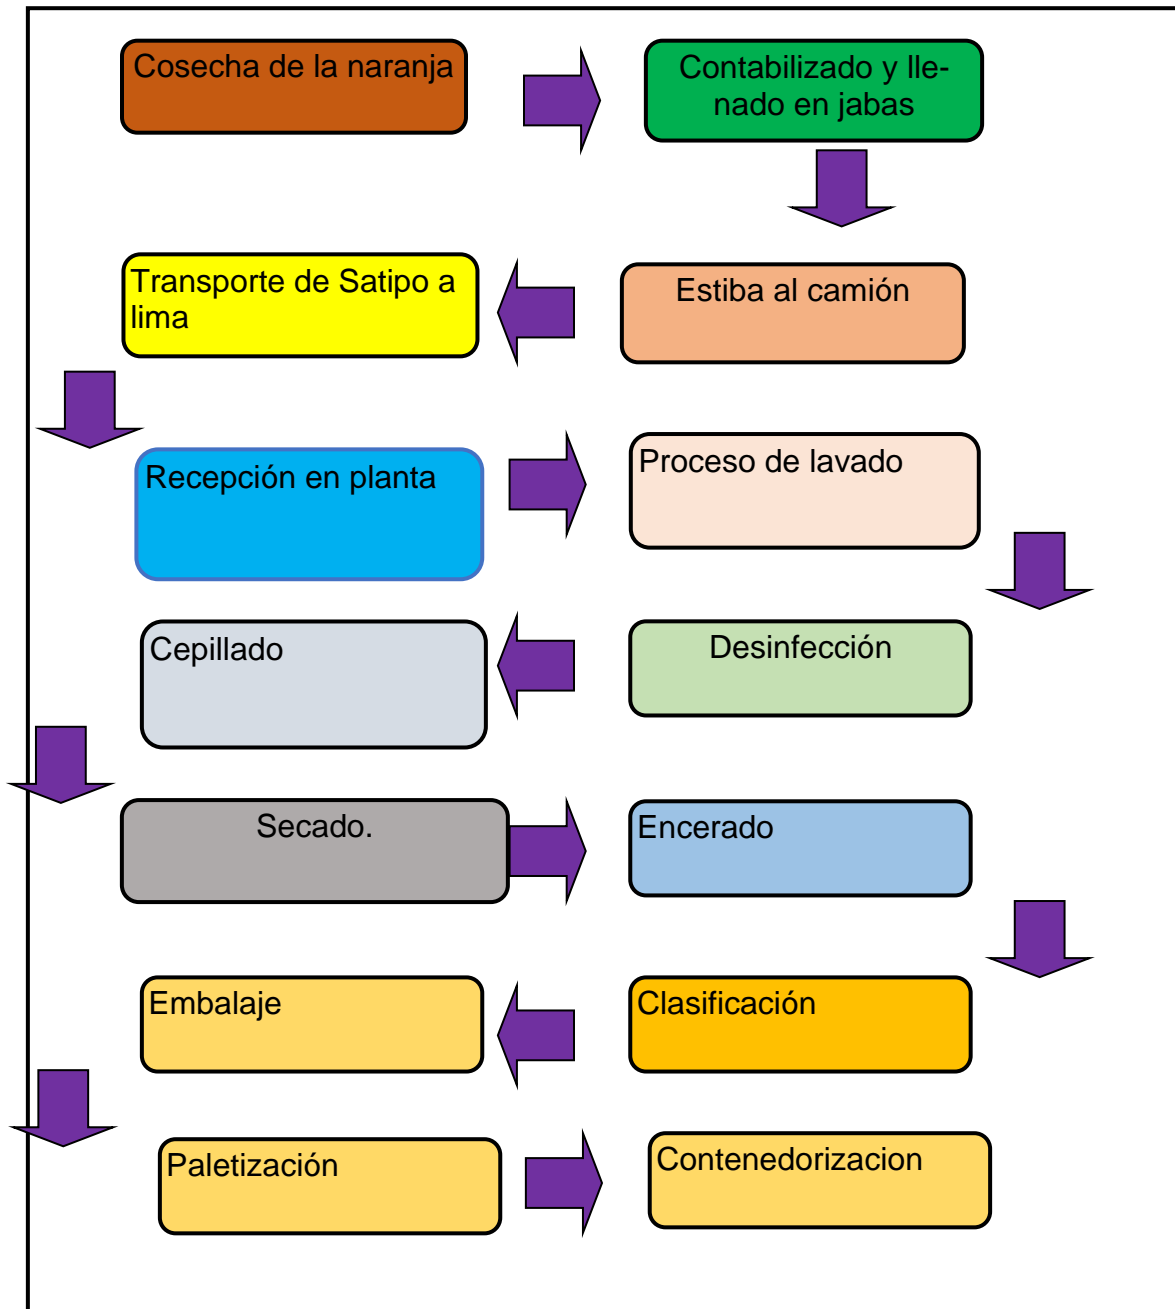 Cosecha de la naranja
Contabilizado y lle-
nado en jabas
Estiba al camión
Transporte de Satipo a
lima
Recepción en planta
Proceso de lavado
Desinfección
Cepillado
Secado.
Encerado
Clasificación
Embalaje
Paletización
Contenedorizacion